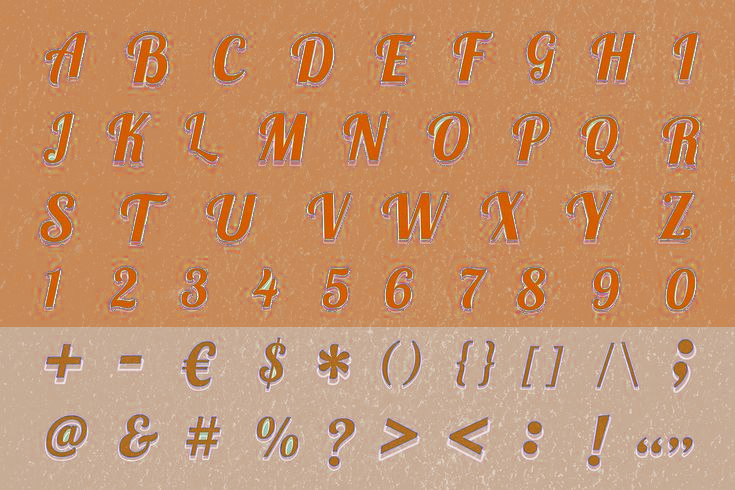 A B C D E F G H I
J K L M N O P Q R
S T U V W X Y Z
1 2 3 4 5 6 7 8 9 0
+ - € $ * ( ) { } [ ] / \ ;
@ & # % ? > < : ! “ ”